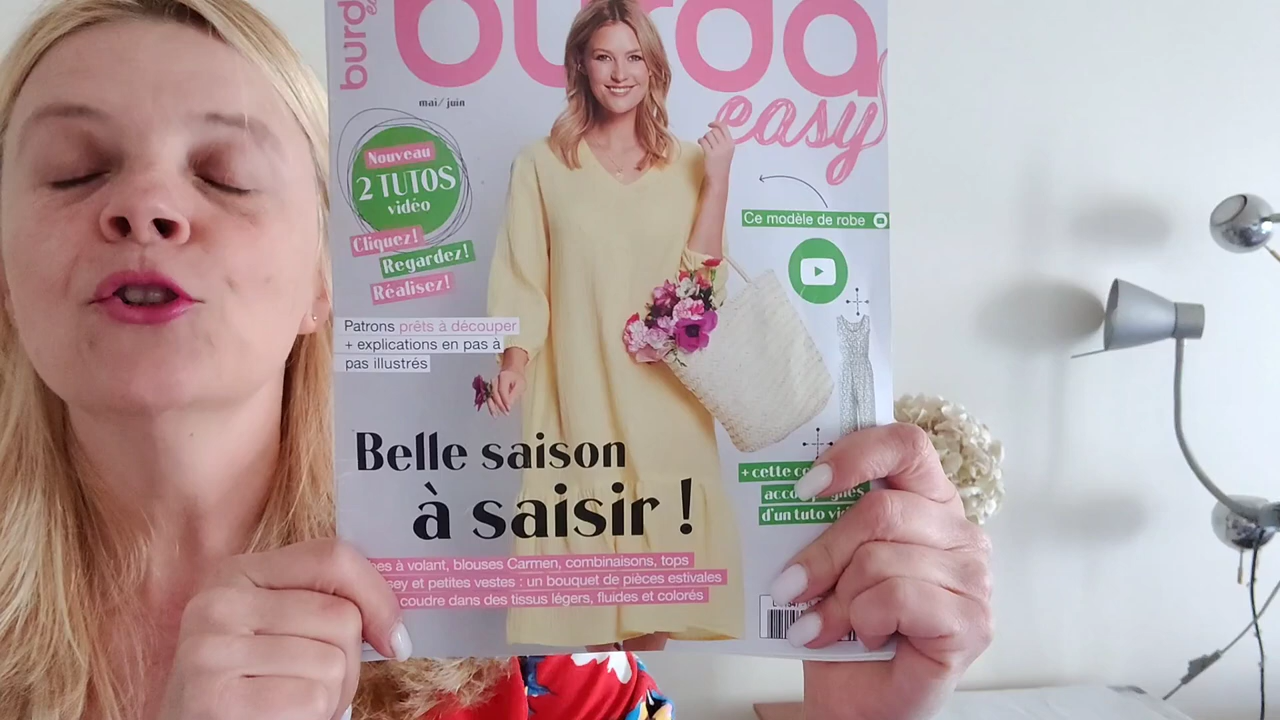 burda
easy
burda
mai/ juin
Nouveau
2 TUTOS
vidéo
Cliquez!
Regardez!
Réalisez!
Ce modèle de robe
Patrons prêts à découper
+ explications en pas à
pas illustrés
Belle saison
à saisir !
+ cette
d'un tuto
à volant, blouses Carmen, combinaisons, tops
et petites vestes : un bouquet de pièces estivales
coudre dans des tissus légers, fluides et colorés